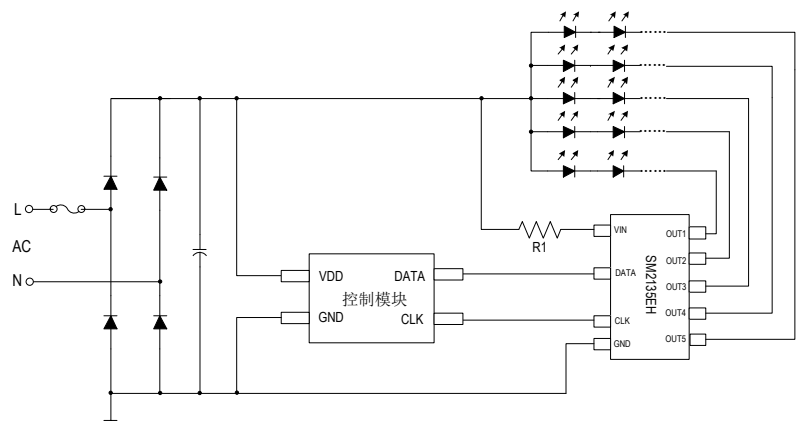 L
AC
N
VDD
DATA
控制模块
GND
CLK
R1
VIN
DATA
CLK
GND
SM2135EH
OUT1
OUT2
OUT3
OUT4
OUT5